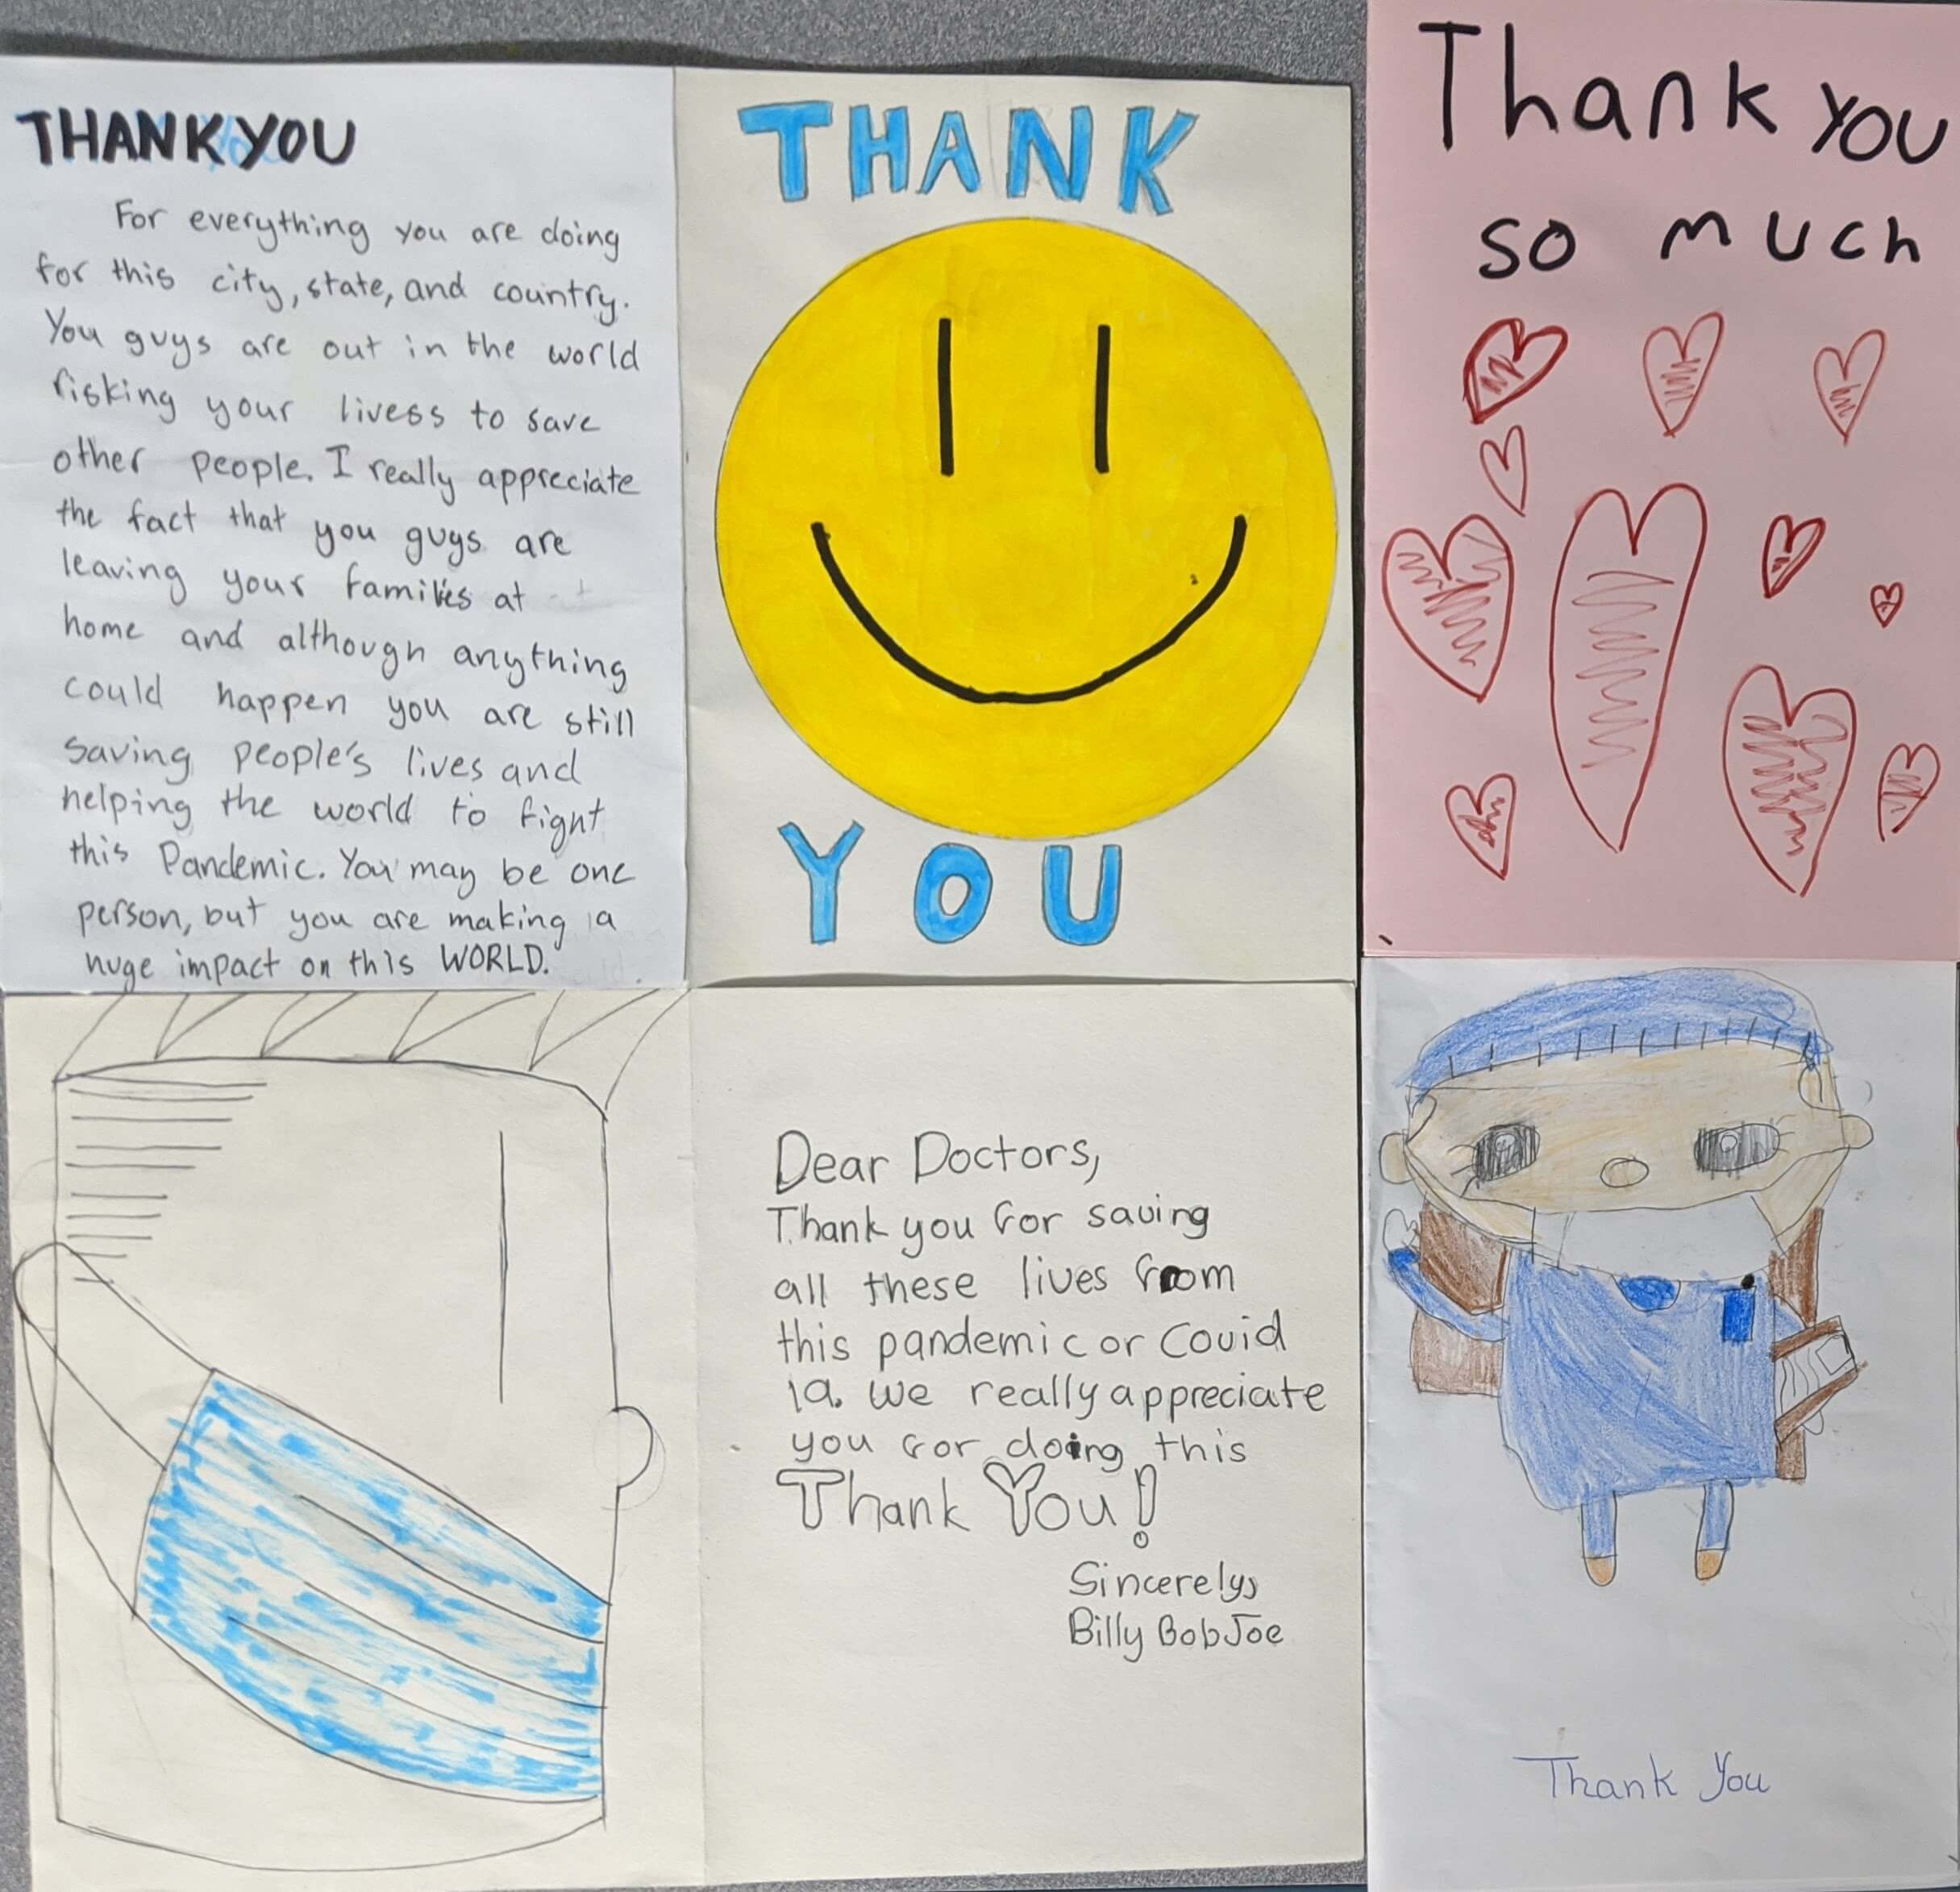 THANK YOU
For everything you are doing
for this city, state, and country.
You guys are out in the world
risking your livess to save
other people. I really appreciate
the fact that you guys are
leaving your families at
home and although anything
could happen you are still
saving people's lives and
helping the world to fight
this Pandemic. You may be one
person, but you are making a
huge impact on this WORLD.
THANK
YOU
Thank you
so much
Dear Doctors,
Thank you for saving
all these lives from
this pandemic or Covid
19. we really appreciate
you for doing this
Thank You!
Sincerely,
Billy Bob Joe
Thank You